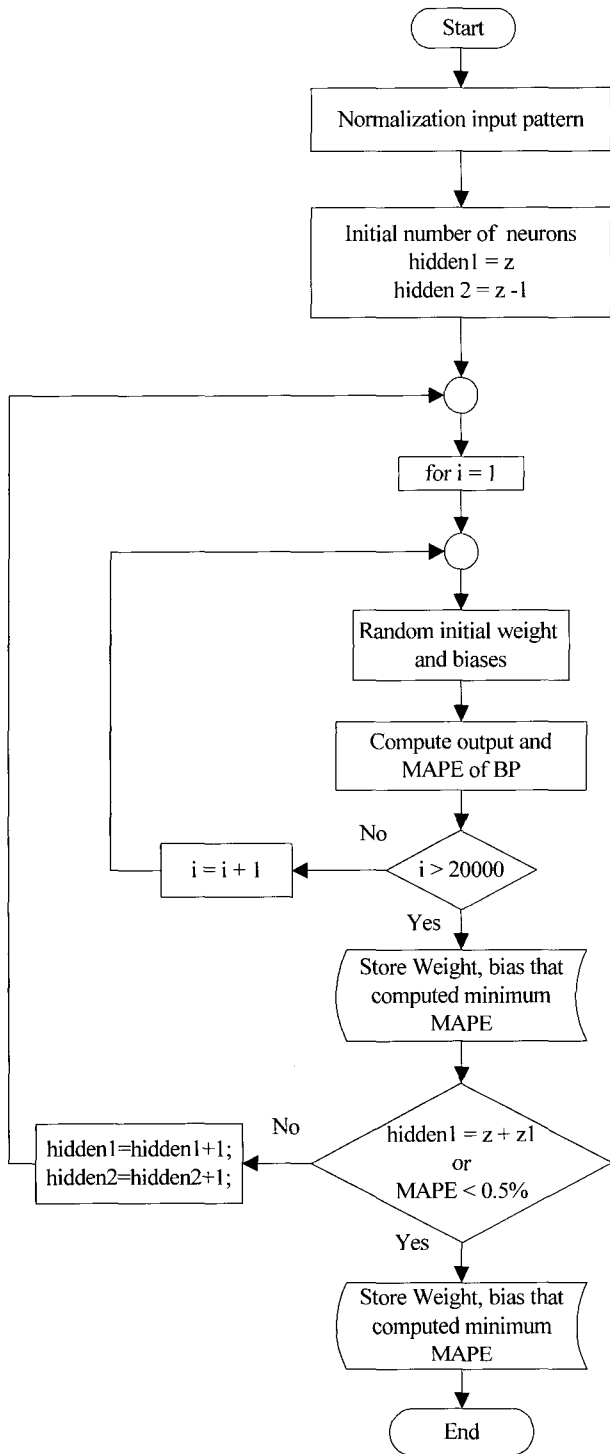 Start
Normalization input pattern
Initial number of neurons
hidden1 = z
hidden 2 = z -1
for i = 1
Random initial weight
and biases
Compute output and
MAPE of BP
No
i = i + 1
i > 20000
Yes
Store Weight, bias that
computed minimum
MAPE
hidden1=hidden1+1;
hidden2=hidden2+1;
No
hidden1 = z + z1
or
MAPE < 0.5%
Yes
Store Weight, bias that
computed minimum
MAPE
End